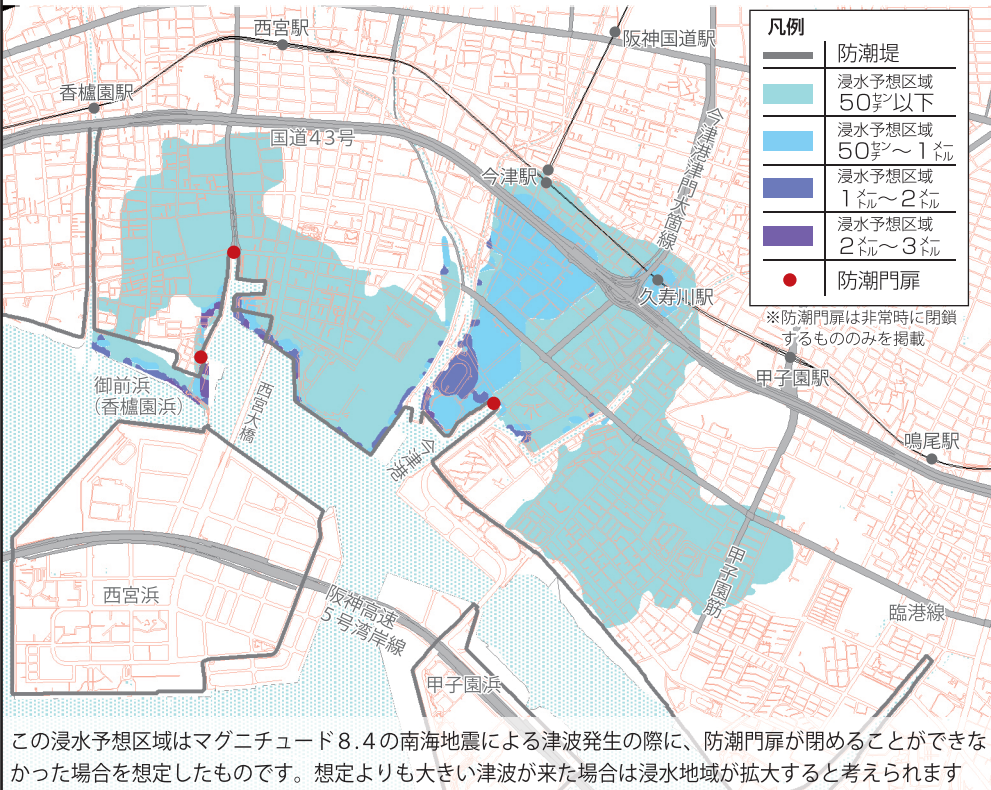 西宮駅
阪神国道駅
香櫨園駅
国道43号
今津駅
今津港津門大箇線
久寿川駅
甲子園駅
鳴尾駅
御前浜
（香櫨園浜）
西宮大橋
今津港
西宮浜
阪神高速
5号湾岸線
甲子園浜
甲子園筋
臨港線
凡例
防潮堤
浸水予想区域
50センチ以下
浸水予想区域
50センチ～1メートル
浸水予想区域
1メートル～2メートル
浸水予想区域
2メートル～3メートル
防潮門扉
※防潮門扉は非常時に閉鎖
するもののみを掲載
この浸水予想区域はマグニチュード８.４の南海地震による津波発生の際に、防潮門扉が閉めることができな
かった場合を想定したものです。想定よりも大きい津波が来た場合は浸水地域が拡大すると考えられます